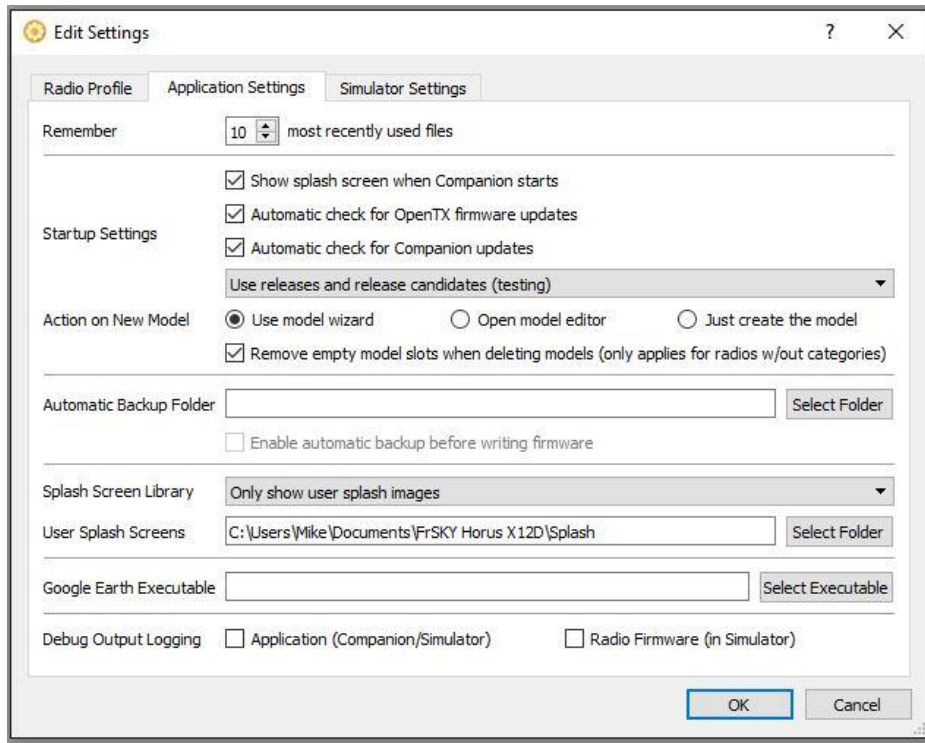 Edit Settings ?
Radio Profile Application Settings Simulator Settings
Remember 10 most recently used files
Show splash screen when Companion starts
Automatic check for OpenTX firmware updates
Startup Settings
Automatic check for Companion updates
Use releases and release candidates (testing)
Action on New Model Use model wizard Open model editor Just create the model
Remove empty model slots when deleting models (only applies for radios w/out categories)
Automatic Backup Folder Select Folder
Enable automatic backup before writing firmware
Splash Screen Library Only show user splash images
User Splash Screens C:\Users\Mike\Documents\FrSKY Horus X12D\Splash Select Folder
Google Earth Executable Select Executable
Debug Output Logging Application (Companion/Simulator) Radio Firmware (in Simulator)
OK Cancel